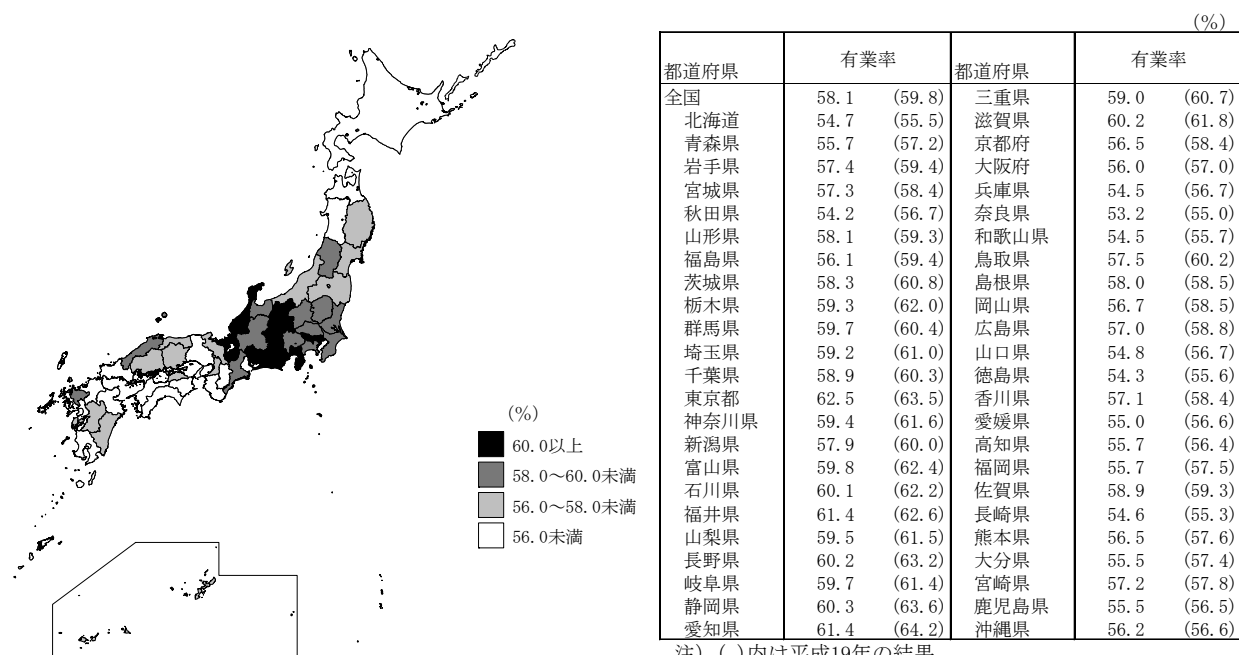 (%)
60.0以上
58.0～60.0未満
56.0～58.0未満
56.0未満
(%)
都道府県 有業率 都道府県 有業率
全国 58.1 (59.8) 三重県 59.0 (60.7)
北海道 54.7 (55.5) 滋賀県 60.2 (61.8)
青森県 55.7 (57.2) 京都府 56.5 (58.4)
岩手県 57.4 (59.4) 大阪府 56.0 (57.0)
宮城県 57.3 (58.4) 兵庫県 54.5 (56.7)
秋田県 54.2 (56.7) 奈良県 53.2 (55.0)
山形県 58.1 (59.3) 和歌山県 54.5 (55.7)
福島県 56.1 (59.4) 鳥取県 57.5 (60.2)
茨城県 58.3 (60.8) 島根県 58.0 (58.5)
栃木県 59.3 (62.0) 岡山県 56.7 (58.5)
群馬県 59.7 (60.4) 広島県 57.0 (58.8)
埼玉県 59.2 (61.0) 山口県 54.8 (56.7)
千葉県 58.9 (60.3) 徳島県 54.3 (55.6)
東京都 62.5 (63.5) 香川県 57.1 (58.4)
神奈川県 59.4 (61.6) 愛媛県 55.0 (56.6)
新潟県 57.9 (60.0) 高知県 55.7 (56.4)
富山県 59.8 (62.4) 福岡県 55.7 (57.5)
石川県 60.1 (62.2) 佐賀県 58.9 (59.3)
福井県 61.4 (62.6) 長崎県 54.6 (55.3)
山梨県 59.5 (61.5) 熊本県 56.5 (57.6)
長野県 60.2 (63.2) 大分県 55.5 (57.4)
岐阜県 59.7 (61.4) 宮崎県 57.2 (57.8)
静岡県 60.3 (63.6) 鹿児島県 55.5 (56.5)
愛知県 61.4 (64.2) 沖縄県 56.2 (56.6)
注) ( )内は平成19年の結果